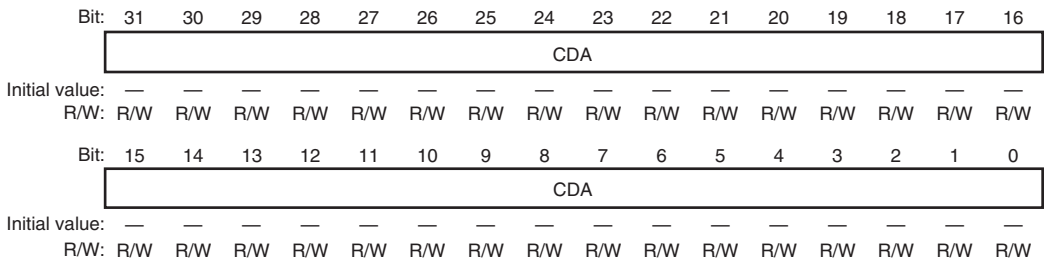 Bit: 31 30 29 28 27 26 25 24 23 22 21 20 19 18 17 16
CDA
Initial value: — — — — — — — — — — — — — — — —
R/W: R/W R/W R/W R/W R/W R/W R/W R/W R/W R/W R/W R/W R/W R/W R/W R/W
Bit: 15 14 13 12 11 10 9 8 7 6 5 4 3 2 1 0
CDA
Initial value: — — — — — — — — — — — — — — — —
R/W: R/W R/W R/W R/W R/W R/W R/W R/W R/W R/W R/W R/W R/W R/W R/W R/W